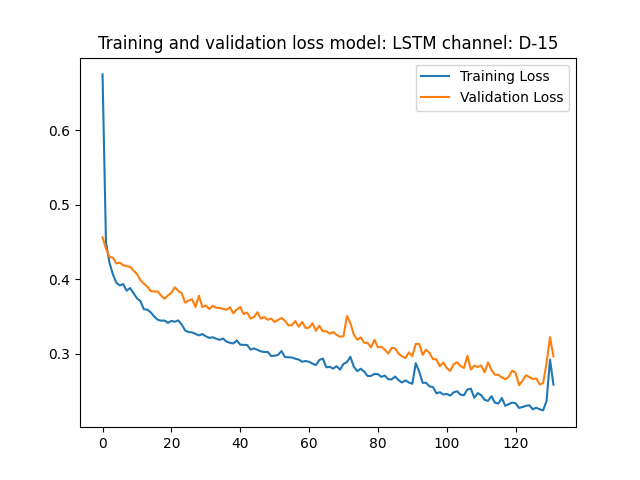 Training and validation loss model: LSTM channel: D-15
Training Loss
Validation Loss
0.6
0.5
0.4
0.3
0 20 40 60 80 100 120